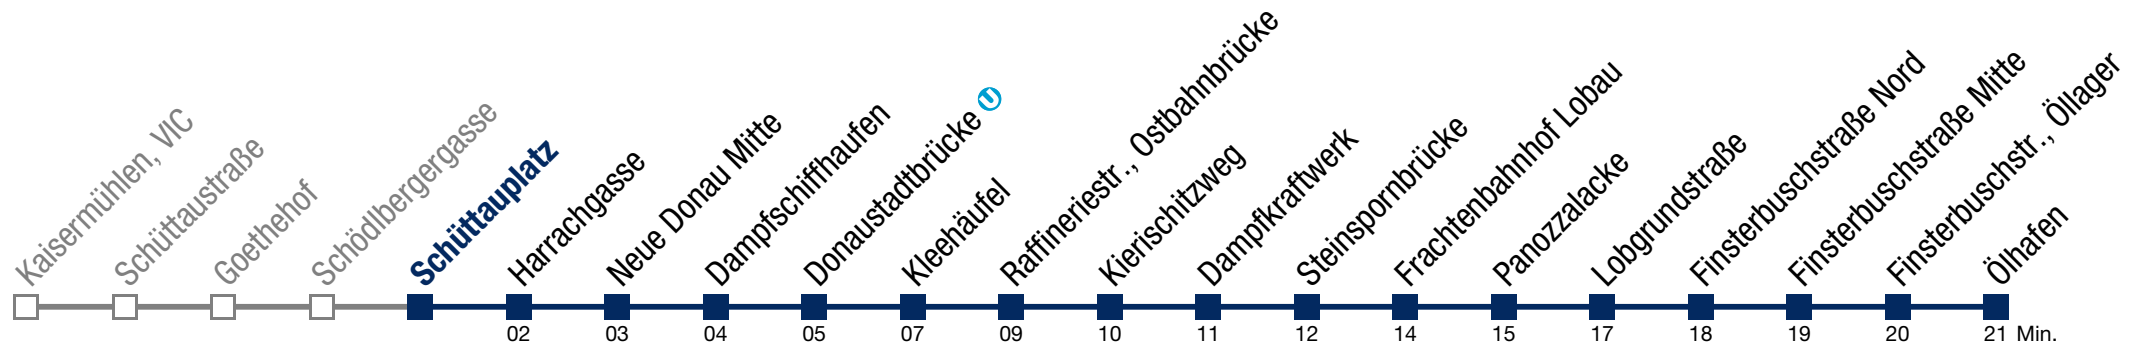 Kaisermühlen, VIC
Schüttaustraße
Goethehof
Schödlbergergasse
Schüttauplatz
Harrachgasse
Neue Donau Mitte
Dampfschiffhaufen
Donaustadtbrücke U
Kleehäufel
Raffineriestr., Ostbahnbrücke
Kierischitzweg
Dampfkraftwerk
Steinspornbrücke
Frachtenbahnhof Lobau
Panozzalacke
Lobgrundstraße
Finsterbuschstraße Nord
Finsterbuschstraße Mitte
Finsterbuschstr., Öllager
Ölhafen
02 03 04 05 07 09 10 11 12 14 15 17 18 19 20 21 Min.